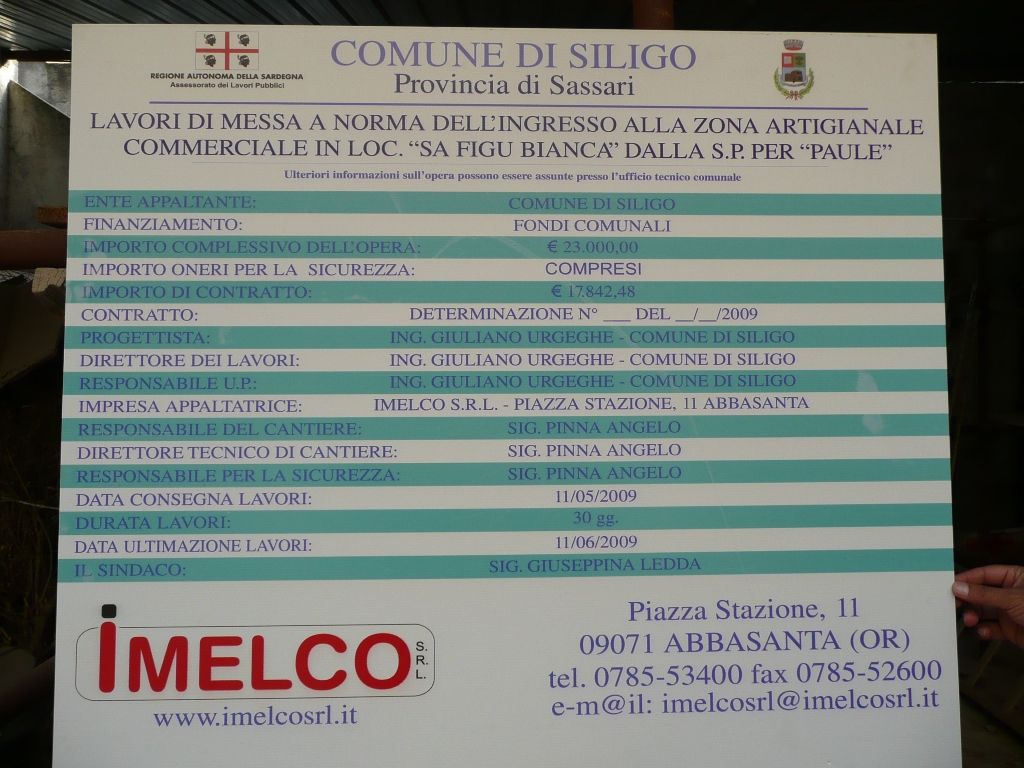 COMUNE DI SILIGO
Provincia di Sassari
REGIONE AUTONOMA DELLA SARDEGNA
Assessorato dei Lavori Pubblici
LAVORI DI MESSA A NORMA DELL'INGRESSO ALLA ZONA ARTIGIANALE
COMMERCIALE IN LOC. "SA FIGU BIANCA" DALLA S.P. PER "PAULE"
Ulteriori informazioni sull'opera possono essere assunte presso l'ufficio tecnico comunale
ENTE APPALTANTE: COMUNE DI SILIGO
FINANZIAMENTO: FONDI COMUNALI
IMPORTO COMPLESSIVO DELL'OPERA: € 23.000,00
IMPORTO ONERI PER LA SICUREZZA: COMPRESI
IMPORTO DI CONTRATTO: € 17.842,48
CONTRATTO: DETERMINAZIONE N° ___ DEL __/__/2009
PROGETTISTA: ING. GIULIANO URGEGHE - COMUNE DI SILIGO
DIRETTORE DEI LAVORI: ING. GIULIANO URGEGHE - COMUNE DI SILIGO
RESPONSABILE U.P.: ING. GIULIANO URGEGHE - COMUNE DI SILIGO
IMPRESA APPALTATRICE: IMELCO S.R.L. - PIAZZA STAZIONE, 11 ABBASANTA
RESPONSABILE DEL CANTIERE: SIG. PINNA ANGELO
DIRETTORE TECNICO DI CANTIERE: SIG. PINNA ANGELO
RESPONSABILE PER LA SICUREZZA: SIG. PINNA ANGELO
DATA CONSEGNA LAVORI: 11/05/2009
DURATA LAVORI: 30 gg.
DATA ULTIMAZIONE LAVORI: 11/06/2009
IL SINDACO: SIG. GIUSEPPINA LEDDA
iMELCO S.R.L.
www.imelcosrl.it
Piazza Stazione, 11
09071 ABBASANTA (OR)
tel. 0785-53400 fax 0785-52600
e-m@il: imelcosrl@imelcosrl.it